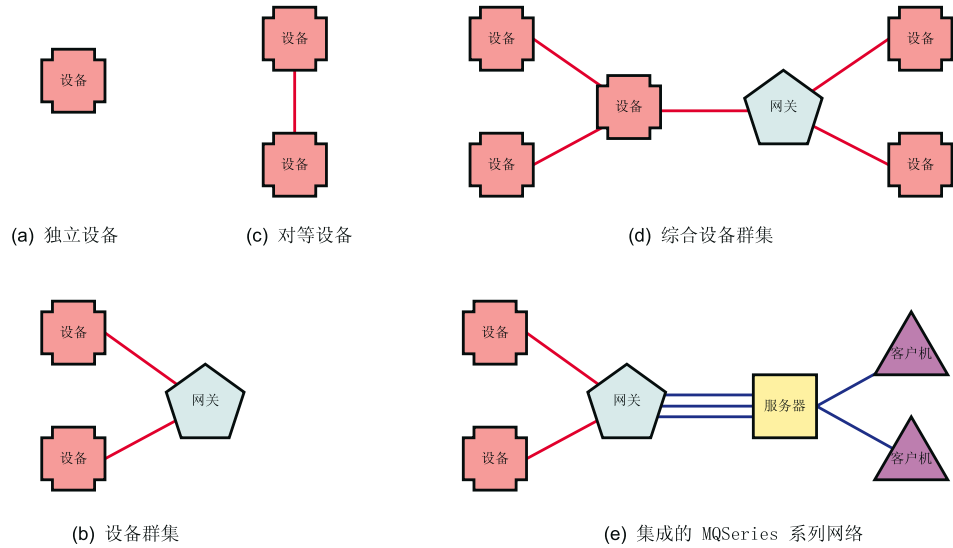 设备
(a) 独立设备
设备
设备
(c) 对等设备
设备
设备
设备
网关
设备
设备
(d) 综合设备群集
设备
设备
网关
(b) 设备群集
设备
设备
网关
服务器
客户机
客户机
(e) 集成的 MQSeries 系列网络